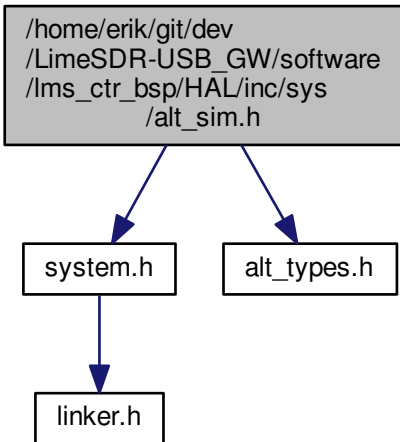 /home/erik/git/dev
/LimeSDR-USB_GW/software
/lms_ctr_bsp/HAL/inc/sys
/alt_sim.h
system.h
alt_types.h
linker.h